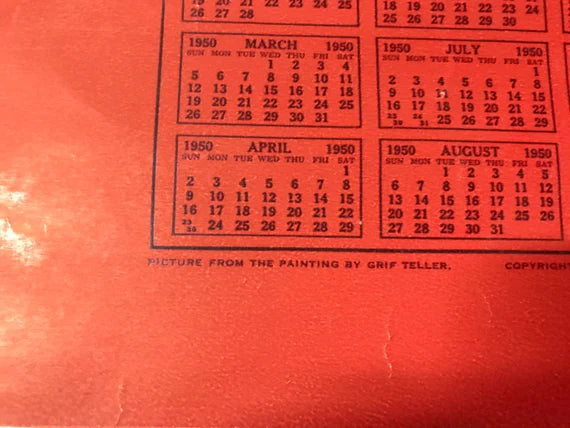 19 20 21 22 23 24 25
26 27 28
1950 MARCH 1950
SUN MON TUE WED THU FRI SAT
1 2 3 4
5 6 7 8 9 10 11
12 13 14 15 16 17 18
19 20 21 22 23 24 25
26 27 28 29 30 31
1950 APRIL 1950
SUN MON TUE WED THU FRI SAT
1
2 3 4 5 6 7 8
9 10 11 12 13 14 15
16 17 18 19 20 21 22
23/30 24 25 26 27 28 29
18 19 20 21 22 23 24
25 26 27 28 29 30
1950 JULY 1950
SUN MON TUE WED THU FRI SAT
1
2 3 4 5 6 7 8
9 10 11 12 13 14 15
16 17 18 19 20 21 22
23/30 24/31 25 26 27 28 29
1950 AUGUST 1950
SUN MON TUE WED THU FRI SAT
1 2 3 4 5
6 7 8 9 10 11 12
13 14 15 16 17 18 19
20 21 22 23 24 25 26
27 28 29 30 31
PICTURE FROM THE PAINTING BY GRIF TELLER. COPYRIGHT